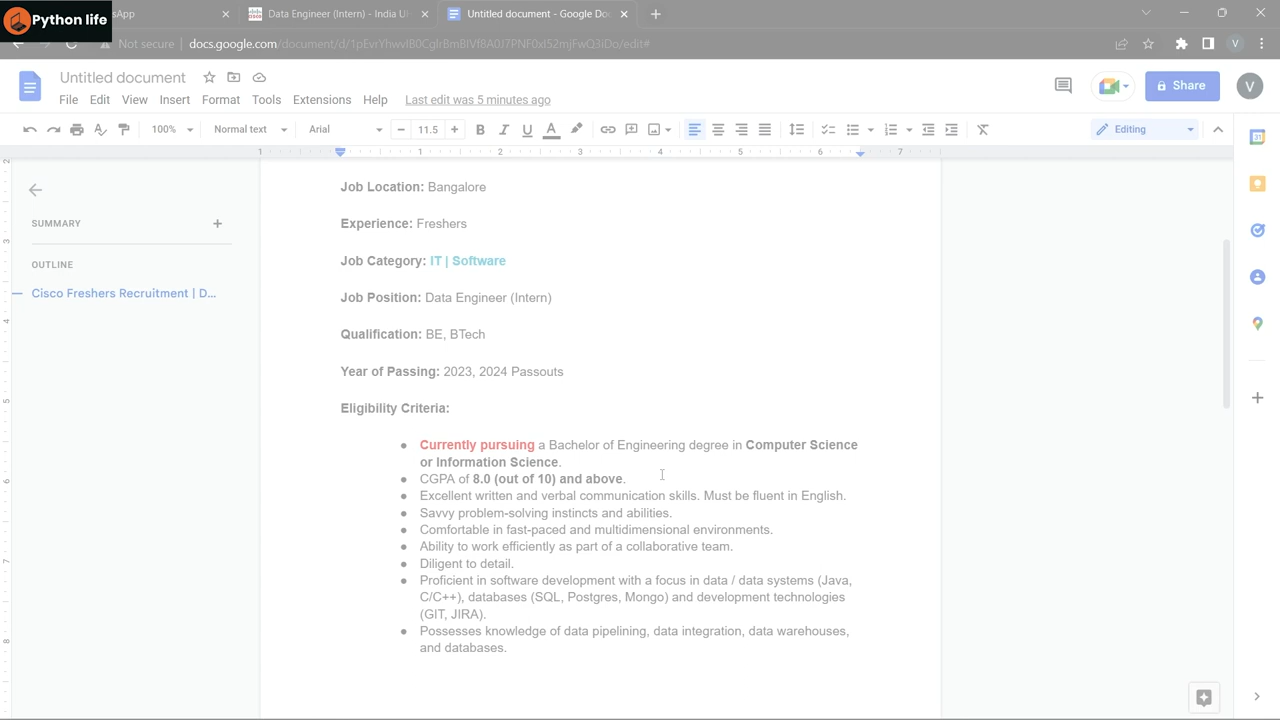 Python life
sApp
Data Engineer (Intern) - India U
Untitled document - Google Do
Not secure
docs.google.com/document/d/
/edit#
Untitled document
File Edit View Insert Format Tools Extensions Help Last edit was 5 minutes ago
Share
V
100% Normal text Arial 11.5 Editing
1 1 2 3 4 5 6 7
Job Location: Bangalore
SUMMARY
Experience: Freshers
OUTLINE
Job Category: IT | Software
Cisco Freshers Recruitment | D...
Job Position: Data Engineer (Intern)
Qualification: BE, BTech
Year of Passing: 2023, 2024 Passouts
Eligibility Criteria:
● Currently pursuing a Bachelor of Engineering degree in Computer Science
or Information Science.
● CGPA of 8.0 (out of 10) and above.
● Excellent written and verbal communication skills. Must be fluent in English.
● Savvy problem-solving instincts and abilities.
● Comfortable in fast-paced and multidimensional environments.
● Ability to work efficiently as part of a collaborative team.
● Diligent to detail.
● Proficient in software development with a focus in data / data systems (Java,
C/C++), databases (SQL, Postgres, Mongo) and development technologies
(GIT, JIRA).
● Possesses knowledge of data pipelining, data integration, data warehouses,
and databases.